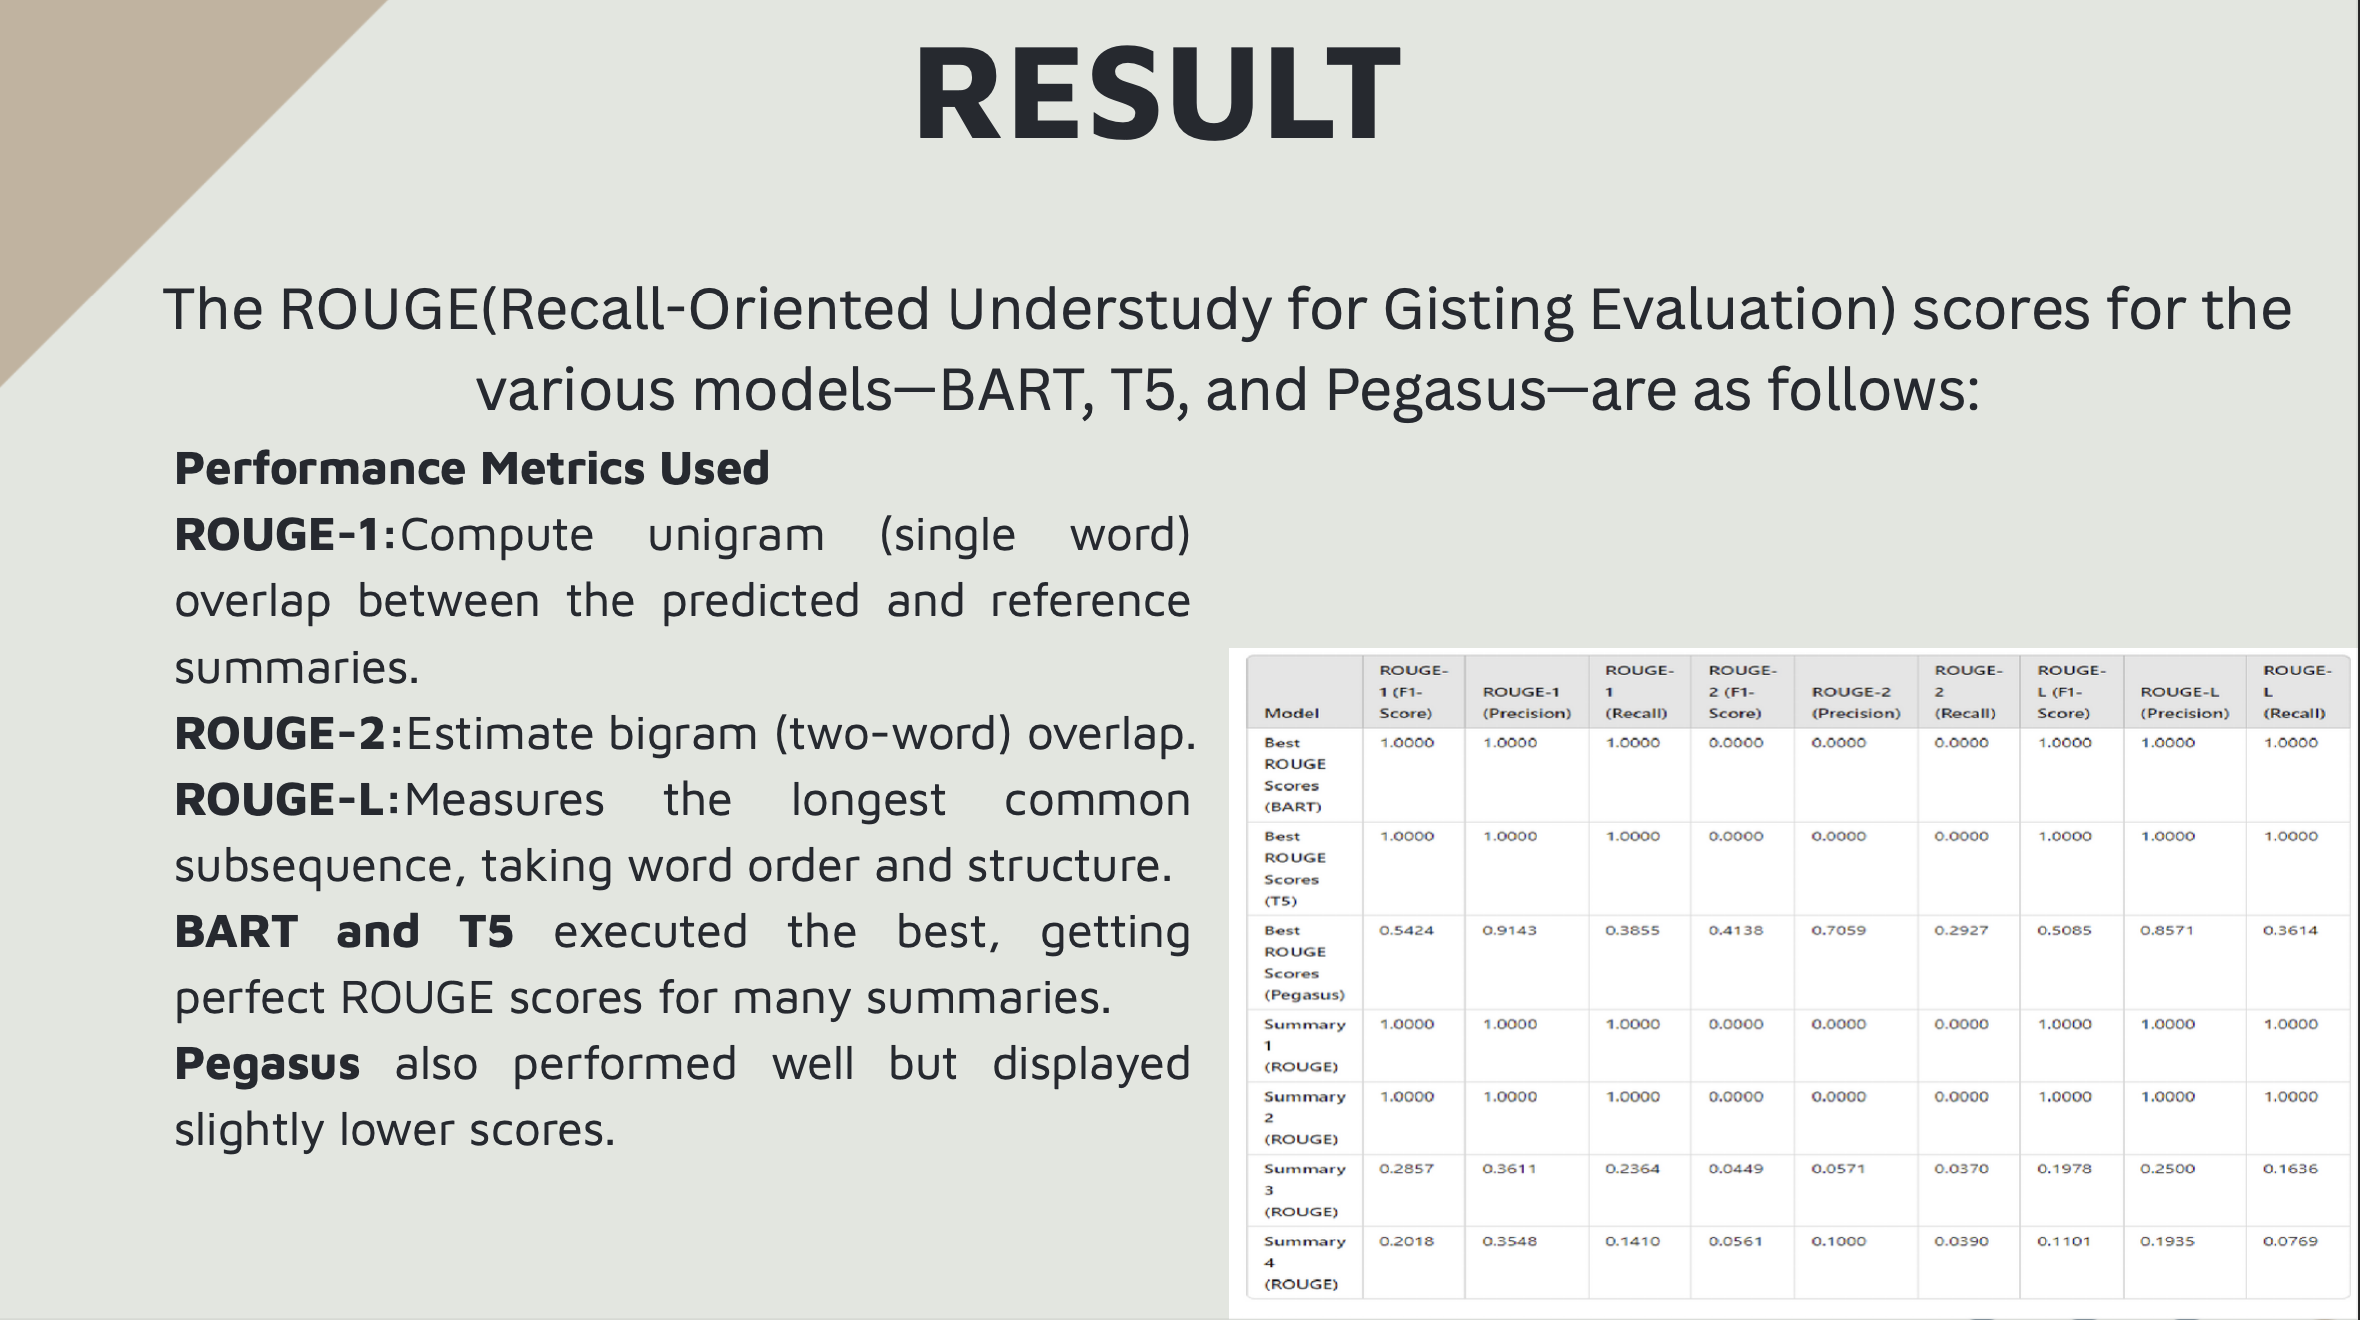 RESULT
The ROUGE(Recall-Oriented Understudy for Gisting Evaluation) scores for the
various models—BART, T5, and Pegasus—are as follows:
Performance Metrics Used
ROUGE-1:Compute unigram (single word)
overlap between the predicted and reference
summaries.
ROUGE-2:Estimate bigram (two-word) overlap.
ROUGE-L:Measures the longest common
subsequence, taking word order and structure.
BART and T5 executed the best, getting
perfect ROUGE scores for many summaries.
Pegasus also performed well but displayed
slightly lower scores.
Model ROUGE-1 (F1-Score) ROUGE-1 (Precision) ROUGE-1 (Recall) ROUGE-2 (F1-Score) ROUGE-2 (Precision) ROUGE-2 (Recall) ROUGE-L (F1-Score) ROUGE-L (Precision) ROUGE-L (Recall)
Best ROUGE Scores (BART) 1.0000 1.0000 1.0000 0.0000 0.0000 0.0000 1.0000 1.0000 1.0000
Best ROUGE Scores (T5) 1.0000 1.0000 1.0000 0.0000 0.0000 0.0000 1.0000 1.0000 1.0000
Best ROUGE Scores (Pegasus) 0.5424 0.9143 0.3855 0.4138 0.7059 0.2927 0.5085 0.8571 0.3614
Summary 1 (ROUGE) 1.0000 1.0000 1.0000 0.0000 0.0000 0.0000 1.0000 1.0000 1.0000
Summary 2 (ROUGE) 1.0000 1.0000 1.0000 0.0000 0.0000 0.0000 1.0000 1.0000 1.0000
Summary 3 (ROUGE) 0.2857 0.3611 0.2364 0.0449 0.0571 0.0370 0.1978 0.2500 0.1636
Summary 4 (ROUGE) 0.2018 0.3548 0.1410 0.0561 0.1000 0.0390 0.1101 0.1935 0.0769